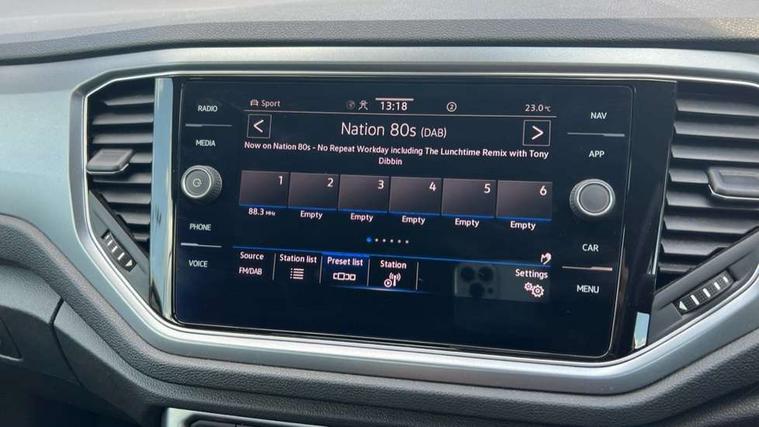 RADIO
MEDIA
PHONE
VOICE
Sport
13:18
2
23.0°C
Nation 80s (DAB)
Now on Nation 80s - No Repeat Workday including The Lunchtime Remix with Tony
Dibbin
1 2 3 4 5 6
88.3 MHz Empty Empty Empty Empty Empty
Source Station list Preset list Station Settings
FM/DAB
NAV
APP
CAR
MENU